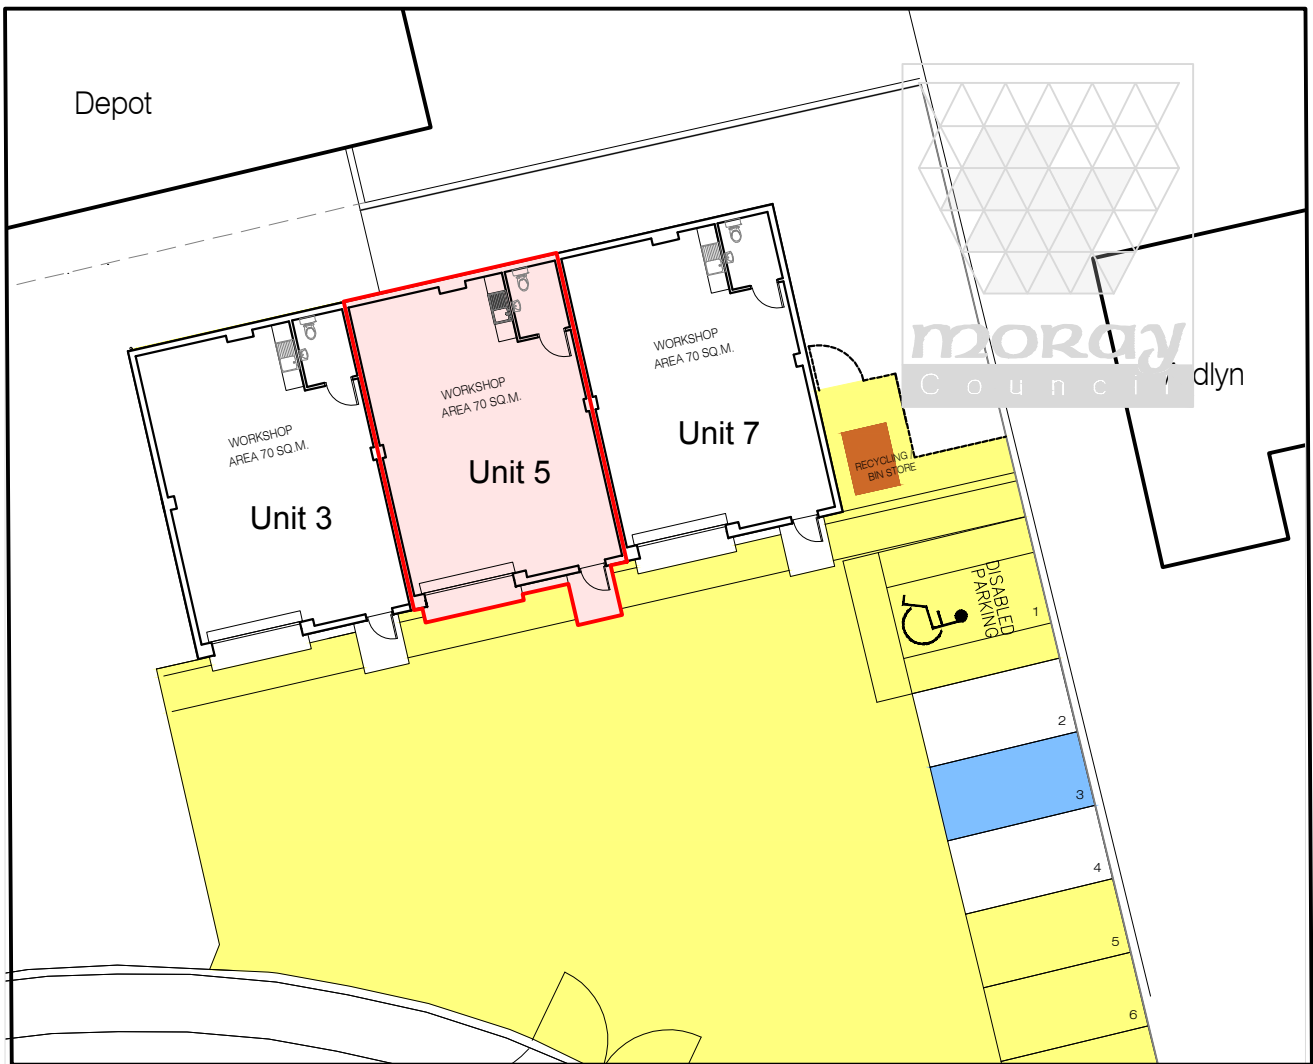 Depot
moray
Council
WORKSHOP
AREA 70 SQ.M.
Unit 7
WORKSHOP
AREA 70 SQ.M.
Unit 5
WORKSHOP
AREA 70 SQ.M.
Unit 3
RECYCLING /
BIN STORE
DISABLED
PARKING
1
2
3
4
5
6